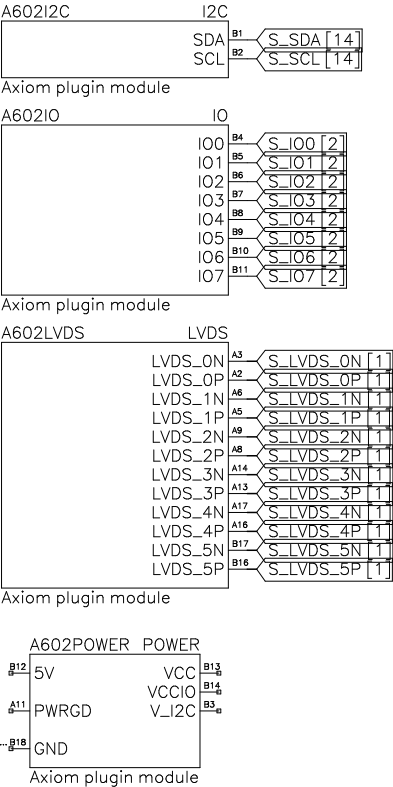 A602I2C I2C
SDA B1 S_SDA [14]
SCL B2 S_SCL [14]
Axiom plugin module
A602IO IO
IO0 B4 S_IO0 [2]
IO1 B5 S_IO1 [2]
IO2 B6 S_IO2 [2]
IO3 B7 S_IO3 [2]
IO4 B8 S_IO4 [2]
IO5 B9 S_IO5 [2]
IO6 B10 S_IO6 [2]
IO7 B11 S_IO7 [2]
Axiom plugin module
A602LVDS LVDS
LVDS_0N A3 S_LVDS_0N [1]
LVDS_0P A2 S_LVDS_0P [1]
LVDS_1N A6 S_LVDS_1N [1]
LVDS_1P A5 S_LVDS_1P [1]
LVDS_2N A9 S_LVDS_2N [1]
LVDS_2P A8 S_LVDS_2P [1]
LVDS_3N A14 S_LVDS_3N [1]
LVDS_3P A13 S_LVDS_3P [1]
LVDS_4N A17 S_LVDS_4N [1]
LVDS_4P A16 S_LVDS_4P [1]
LVDS_5N B17 S_LVDS_5N [1]
LVDS_5P B16 S_LVDS_5P [1]
Axiom plugin module
A602POWER POWER
B12 5V VCC B13
VCCIO B14
A11 PWRGD V_I2C B3
B18 GND
Axiom plugin module